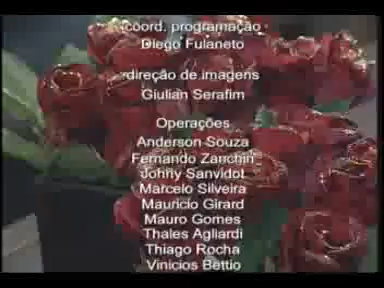 coord. programação
Diego Fulaneto
direção de imagens
Giulian Serafim
Operações
Anderson Souza
Fernando Zanchin
Johny Sanvidot
Marcelo Silveira
Mauricio Girard
Mauro Gomes
Thales Agliardi
Thiago Rocha
Vinicios Bettio